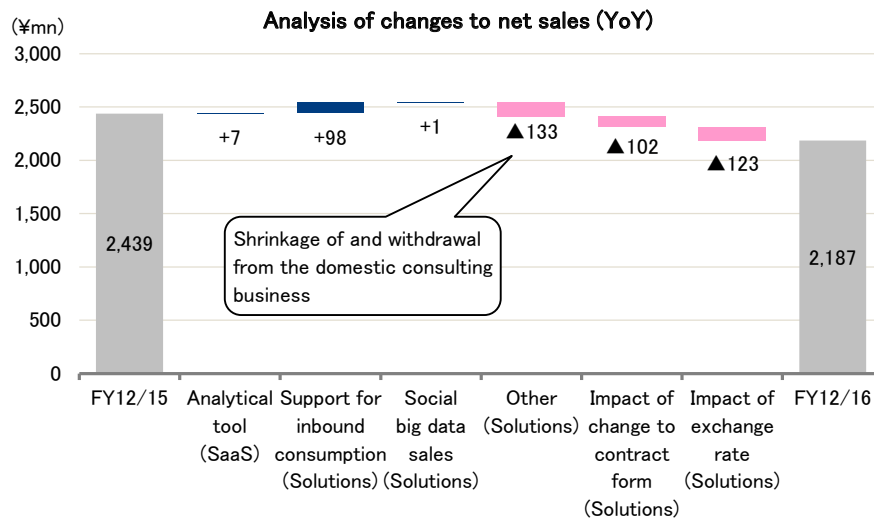 Analysis of changes to net sales (YoY)
(¥mn)
3,000
2,500
2,000
1,500
1,000
500
0
2,439
+7
+98
+1
▲133
▲102
▲123
2,187
Shrinkage of and withdrawal
from the domestic consulting
business
FY12/15
Analytical
tool
(SaaS)
Support for
inbound
consumption
(Solutions)
Social
big data
sales
(Solutions)
Other
(Solutions)
Impact of
change to
contract
form
(Solutions)
Impact of
exchange
rate
(Solutions)
FY12/16